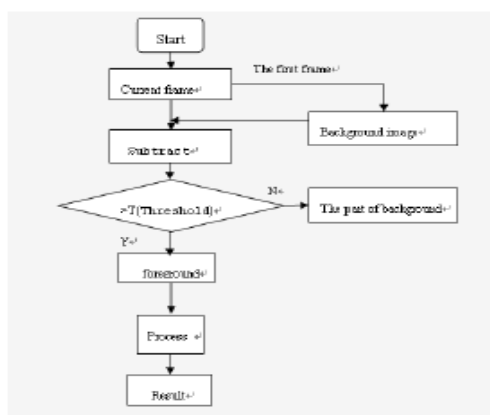 Start
The first frame
Current frame
Background image
Subtract
N
>T(Threshold)
The part of background
Y
foreground
Process
Result